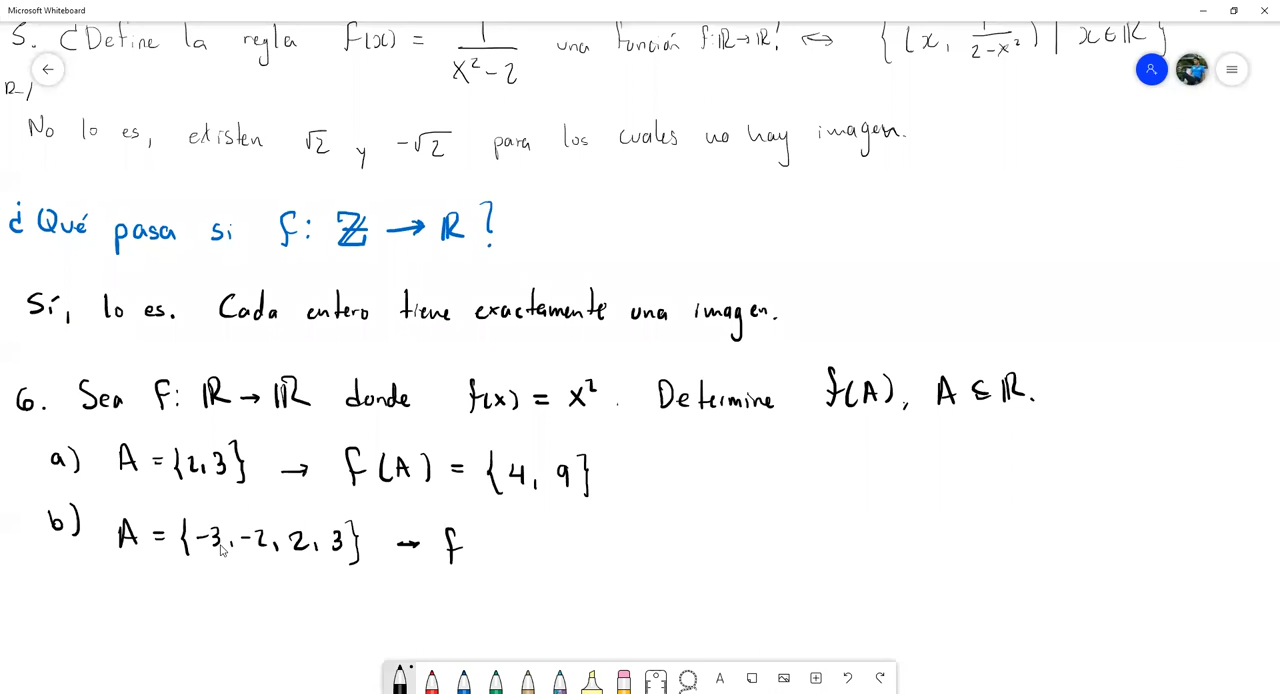 Microsoft Whiteboard
5. ¿Define la regla f(x) = 1/(x² - 2) una función f: ℝ → ℝ? ↔ {(x, 1/(2 - x²)) | x ∈ ℝ}
R/
No lo es, existen √2 y -√2 para los cuales no hay imagen.
¿Qué pasa si f: ℤ → ℝ?
Sí, lo es. Cada entero tiene exactamente una imagen.
6. Sea f: ℝ → ℝ donde f(x) = x². Determine f(A), A ⊆ ℝ.
a) A = {2, 3} → f(A) = {4, 9}
b) A = {-3, -2, 2, 3} → f